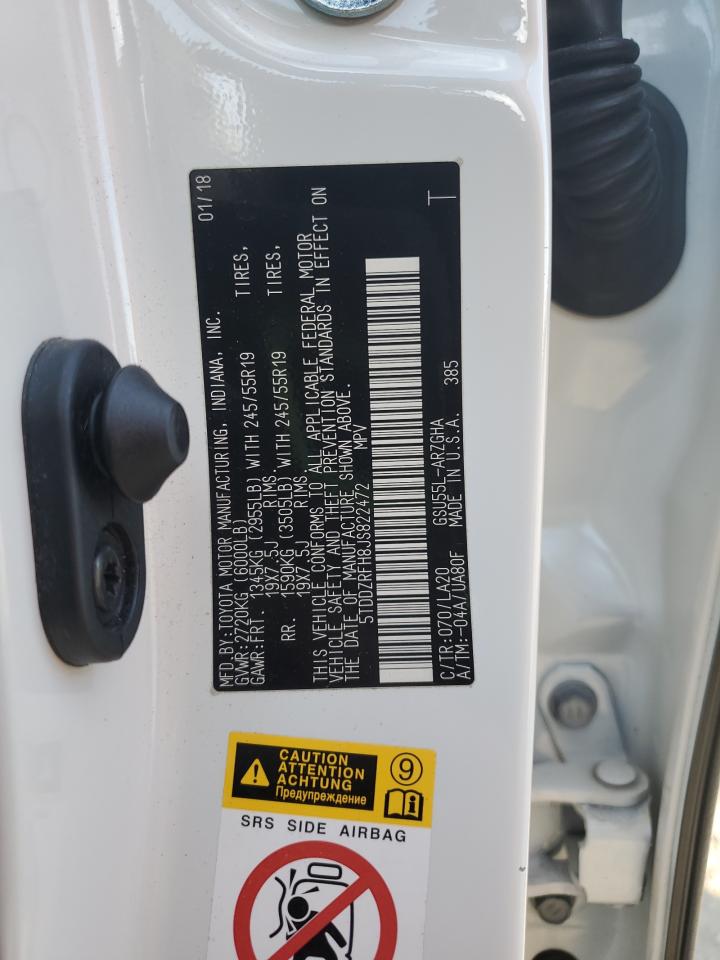 MFD.BY:TOYOTA MOTOR MANUFACTURING, INDIANA, INC. 01/18
GVWR:2720KG (6000LB)
GAWR:FRT. 1345KG (2955LB) WITH 245/55R19 TIRES,
19X7.5J RIMS.
RR. 1590KG (3505LB) WITH 245/55R19 TIRES,
19X7.5J RIMS.
THIS VEHICLE CONFORMS TO ALL APPLICABLE FEDERAL MOTOR
VEHICLE SAFETY AND THEFT PREVENTION STANDARDS IN EFFECT ON
THE DATE OF MANUFACTURE SHOWN ABOVE.
5TDDZRFH8JS822472 MPV
C/TR:070/LA20 GSU55L-ARZGHA T
A/TM:-04A/UA80F MADE IN U.S.A. 385
CAUTION
ATTENTION
ACHTUNG
Предупреждение
9
i
SRS SIDE AIRBAG